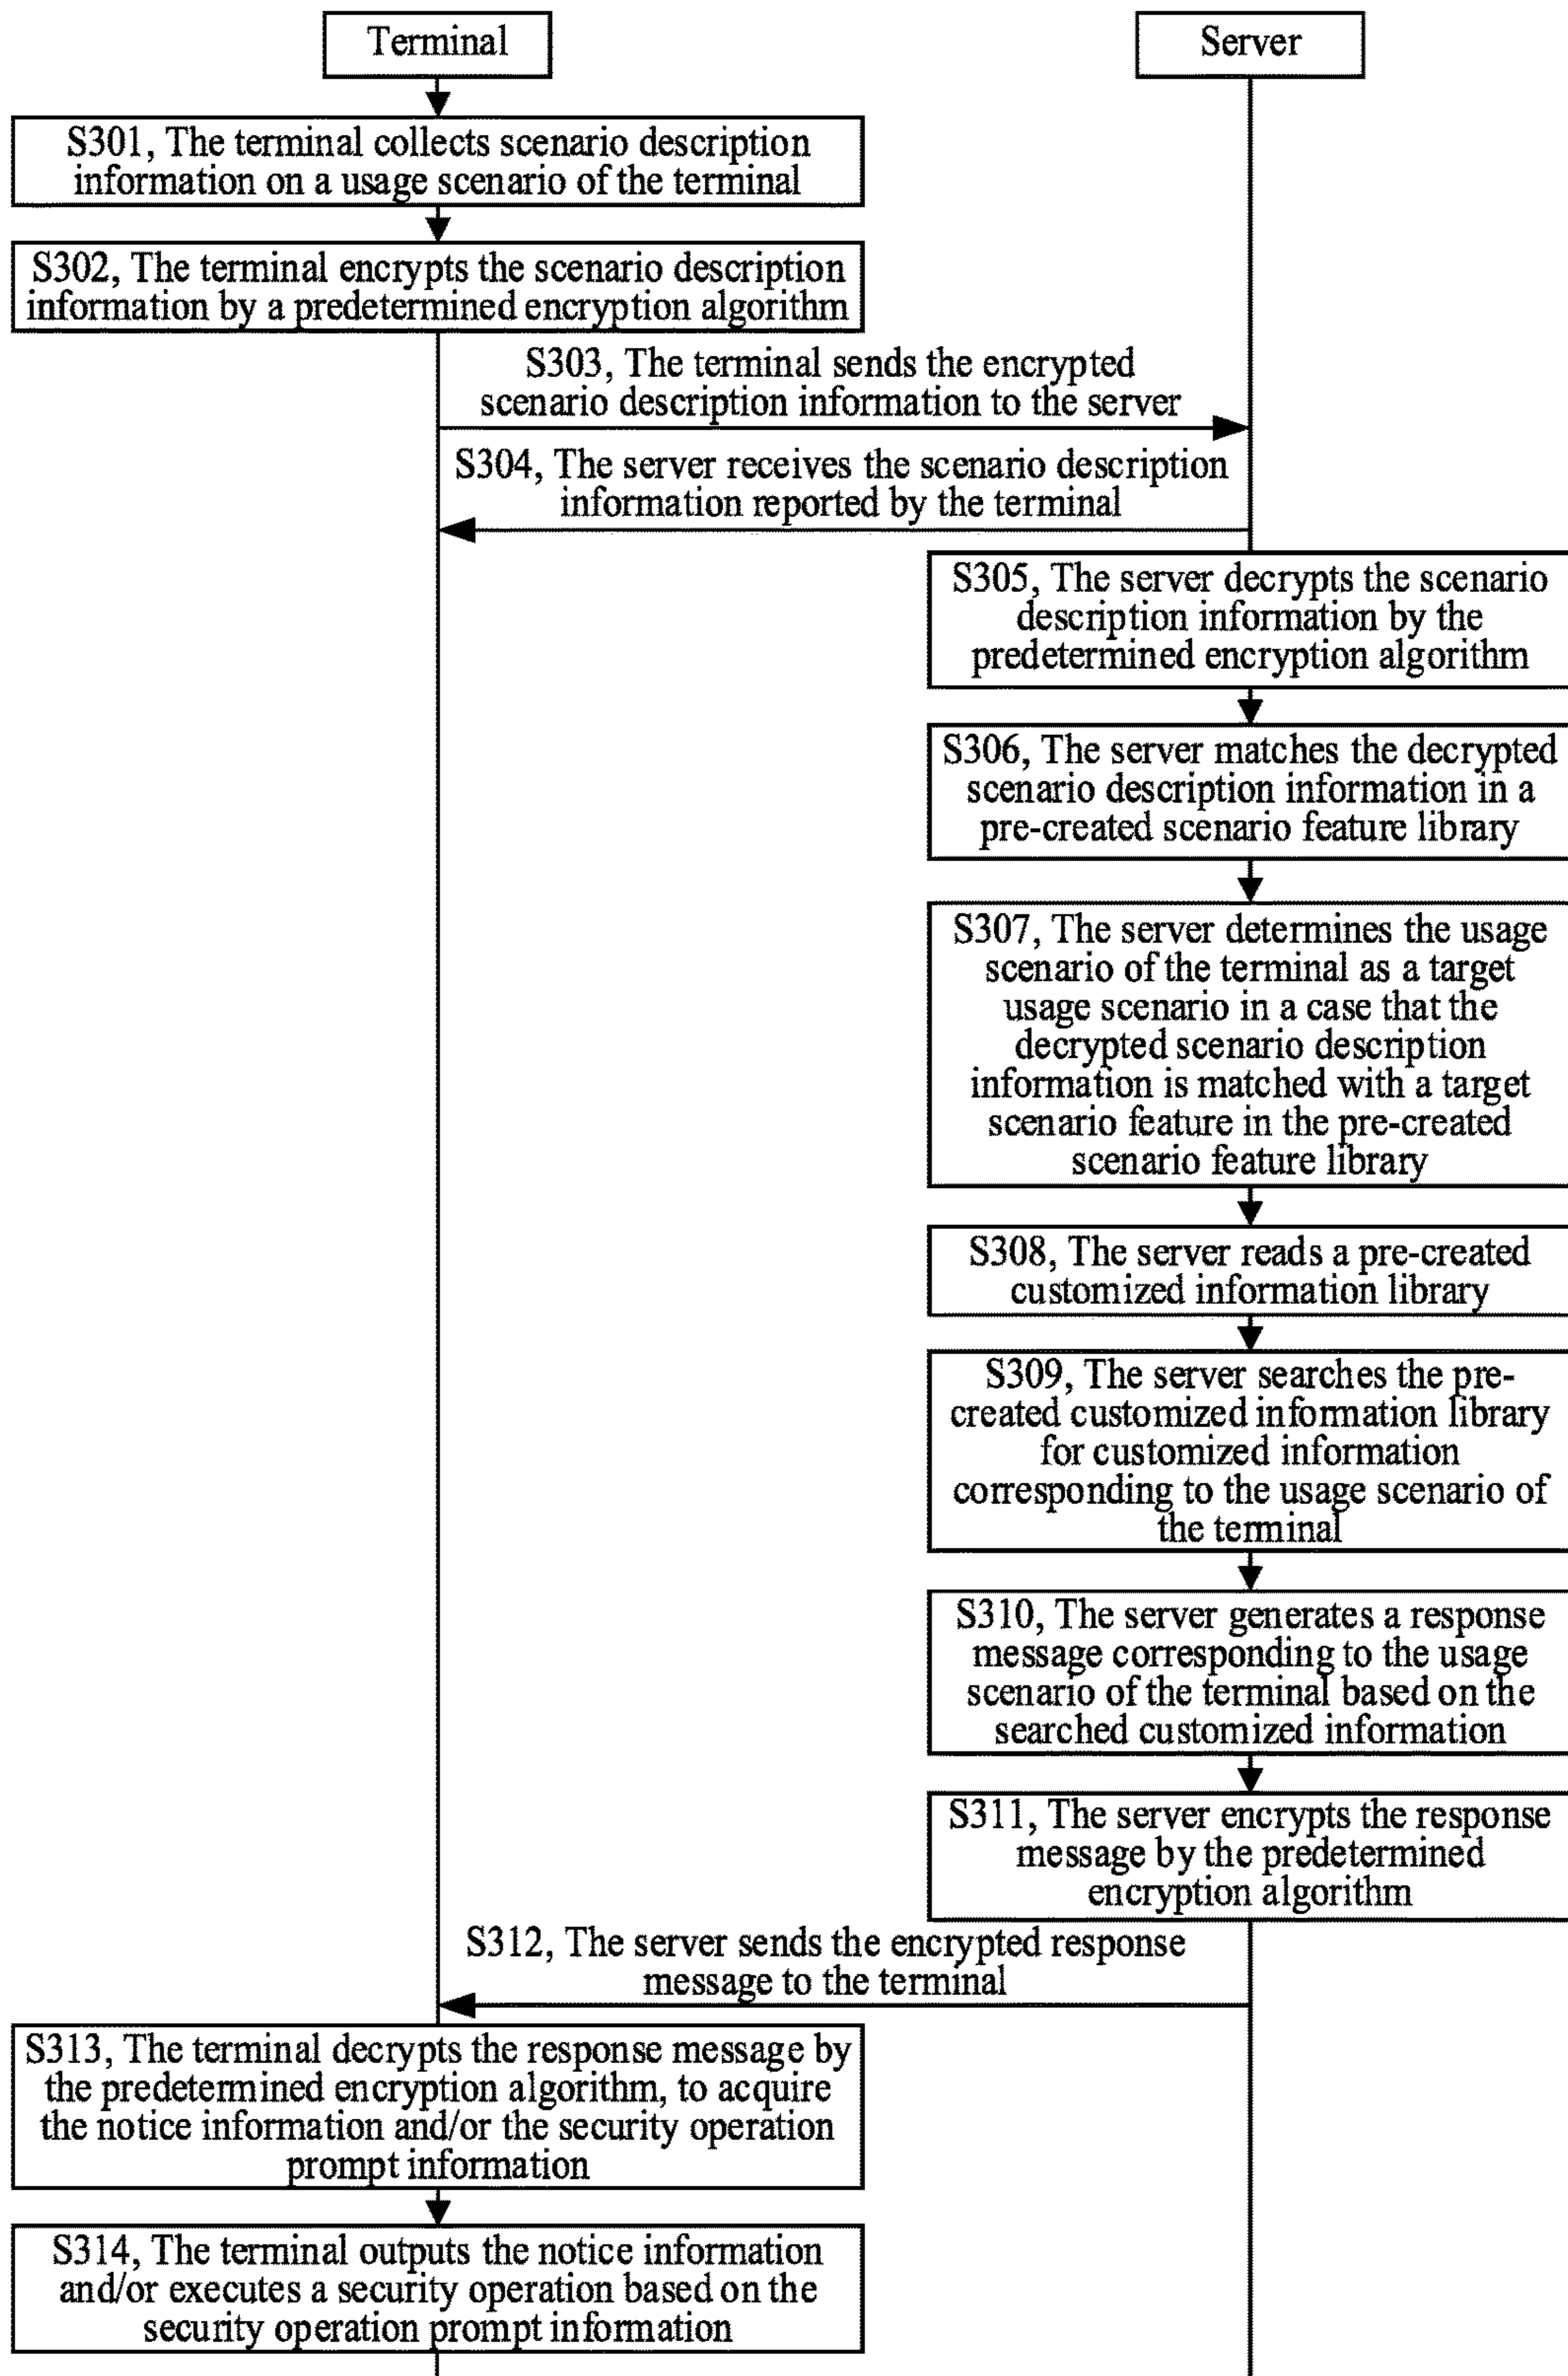 Terminal
Server
S301, The terminal collects scenario description
information on a usage scenario of the terminal
S302, The terminal encrypts the scenario description
information by a predetermined encryption algorithm
S303, The terminal sends the encrypted
scenario description information to the server
S304, The server receives the scenario description
information reported by the terminal
S305, The server decrypts the scenario
description information by the
predetermined encryption algorithm
S306, The server matches the decrypted
scenario description information in a
pre-created scenario feature library
S307, The server determines the usage
scenario of the terminal as a target
usage scenario in a case that the
decrypted scenario description
information is matched with a target
scenario feature in the pre-created
scenario feature library
S308, The server reads a pre-created
customized information library
S309, The server searches the pre-
created customized information library
for customized information
corresponding to the usage scenario of
the terminal
S310, The server generates a response
message corresponding to the usage
scenario of the terminal based on the
searched customized information
S311, The server encrypts the response
message by the predetermined
encryption algorithm
S312, The server sends the encrypted response
message to the terminal
S313, The terminal decrypts the response message by
the predetermined encryption algorithm, to acquire
the notice information and/or the security operation
prompt information
S314, The terminal outputs the notice information
and/or executes a security operation based on the
security operation prompt information